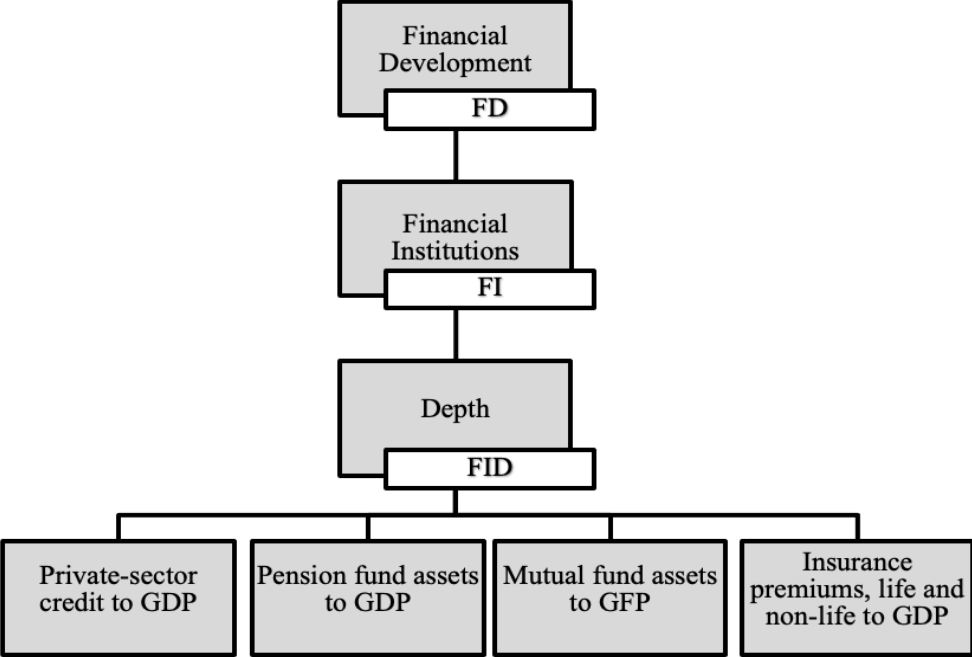 Financial
Development
FD
Financial
Institutions
FI
Depth
FID
Private-sector
credit to GDP
Pension fund assets
to GDP
Mutual fund assets
to GFP
Insurance
premiums, life and
non-life to GDP